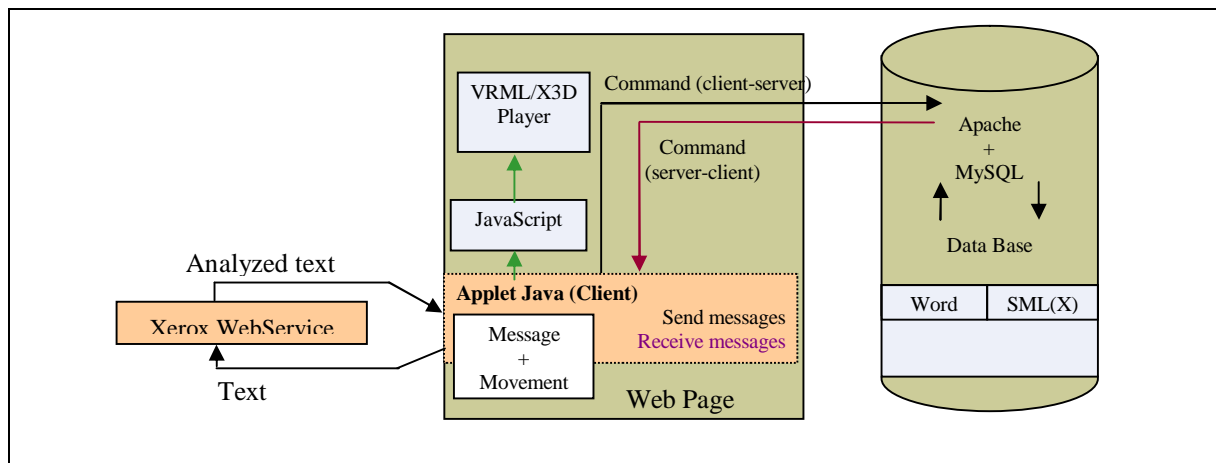 VRML/X3D
Player
JavaScript
Command (client-server)
Command
(server-client)
Apache
+
MySQL
Data Base
Word
SML(X)
Analyzed text
Xerox WebService
Text
Applet Java (Client)
Send messages
Receive messages
Message
+
Movement
Web Page